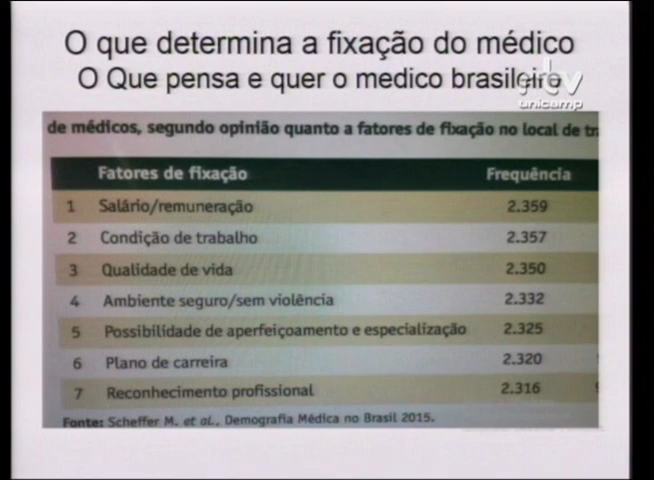 O que determina a fixação do médico
O Que pensa e quer o medico brasileiro
rtv
unicamp
de médicos, segundo opinião quanto a fatores de fixação no local de
Fatores de fixação Frequência
1 Salário/remuneração 2.359
2 Condição de trabalho 2.357
3 Qualidade de vida 2.350
4 Ambiente seguro/sem violência 2.332
5 Possibilidade de aperfeiçoamento e especialização 2.325
6 Plano de carreira 2.320
7 Reconhecimento profissional 2.316
Fonte: Scheffer M. et al., Demografia Médica no Brasil 2015.